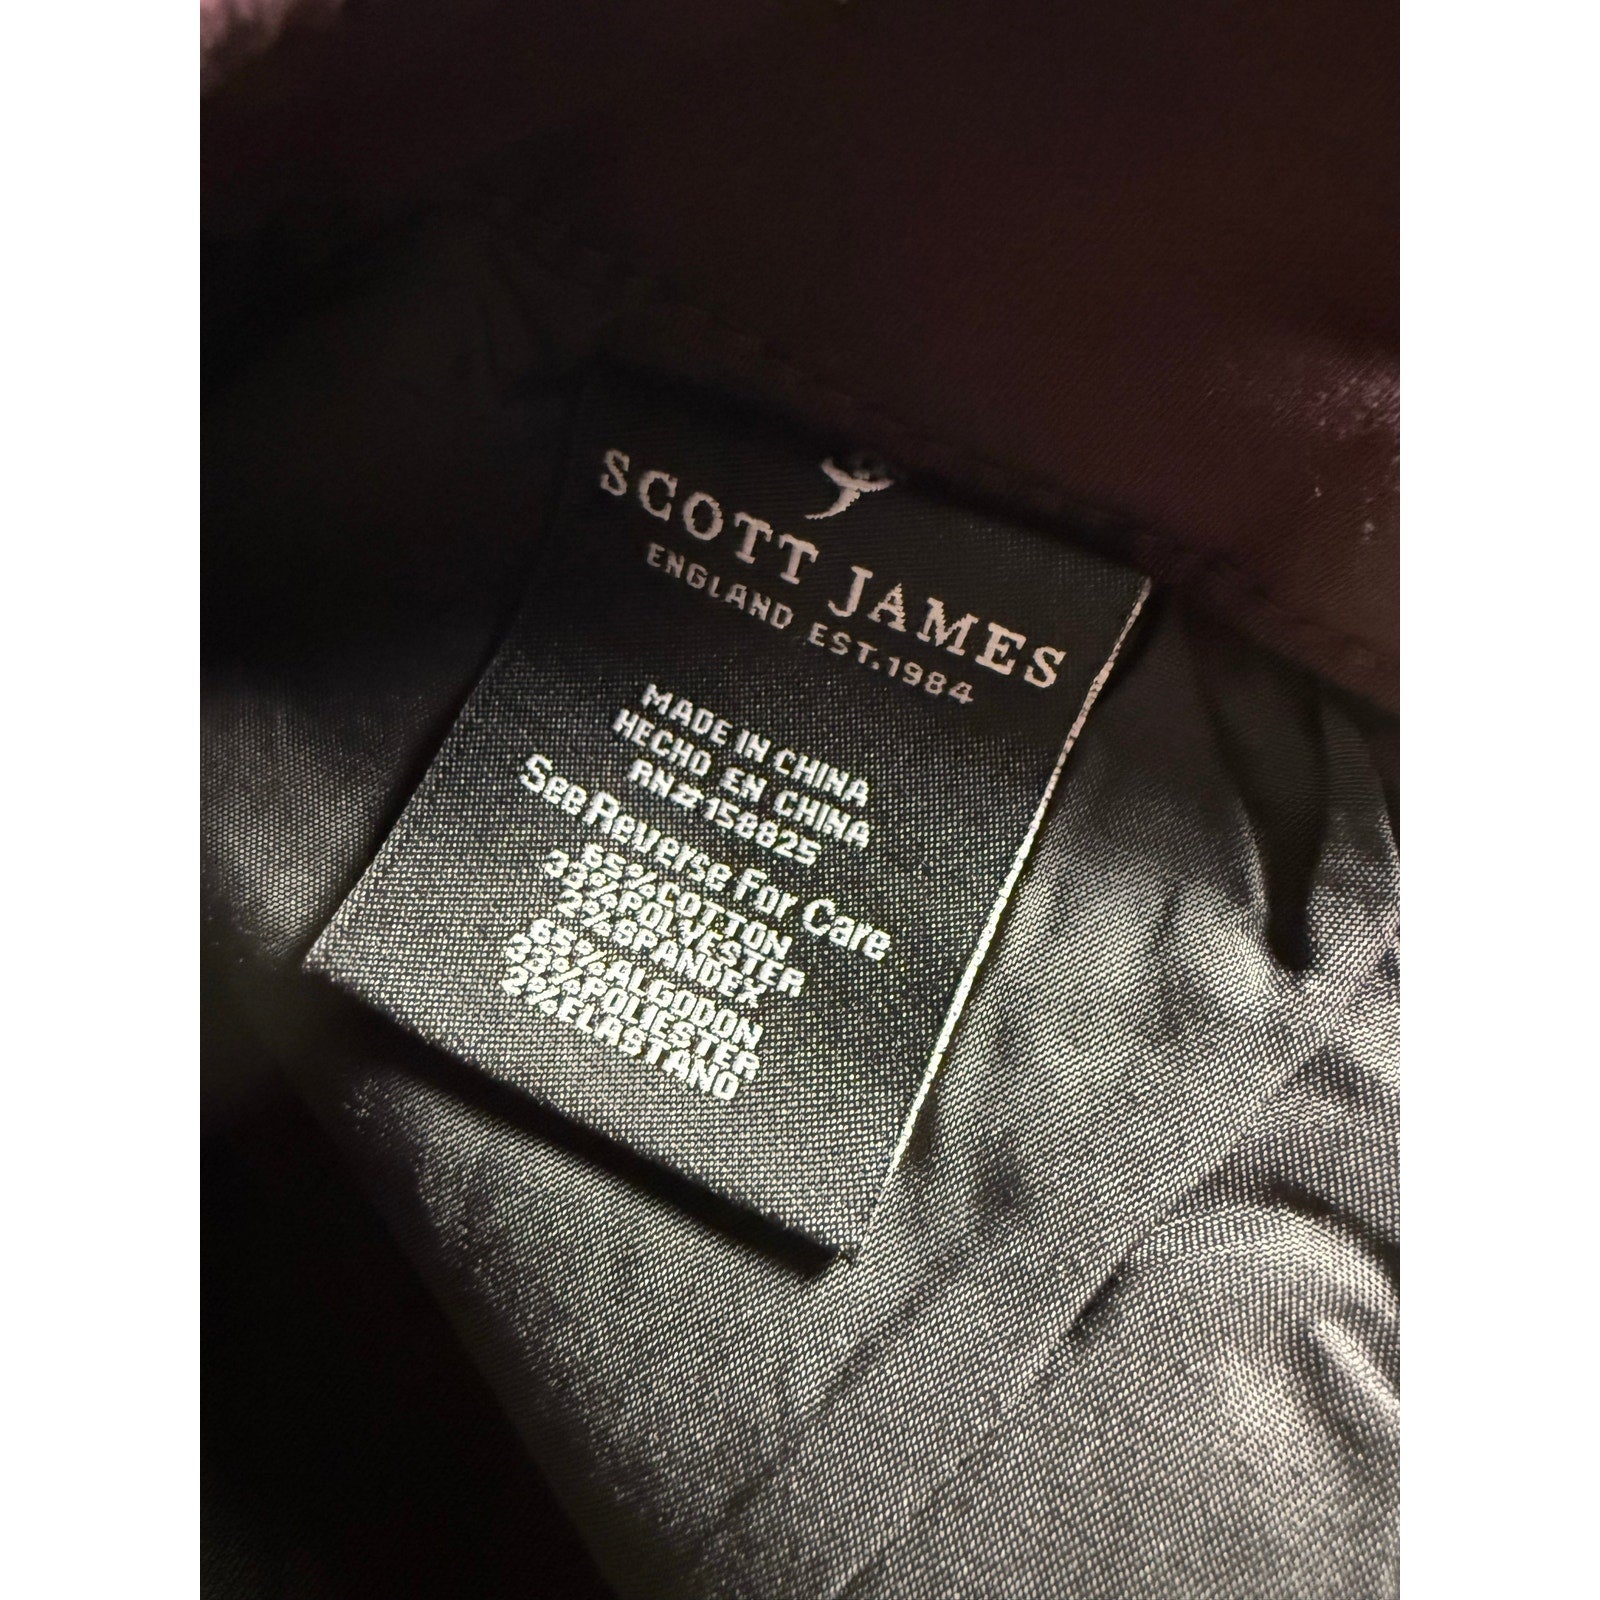 SCOTT JAMES
ENGLAND EST.1984
MADE IN CHINA
HECHO EN CHINA
RN#158825
See Reverse For Care
65%COTTON
33%POLYESTER
2%SPANDEX
65%ALGODON
33%POLIESTER
2%ELASTANO